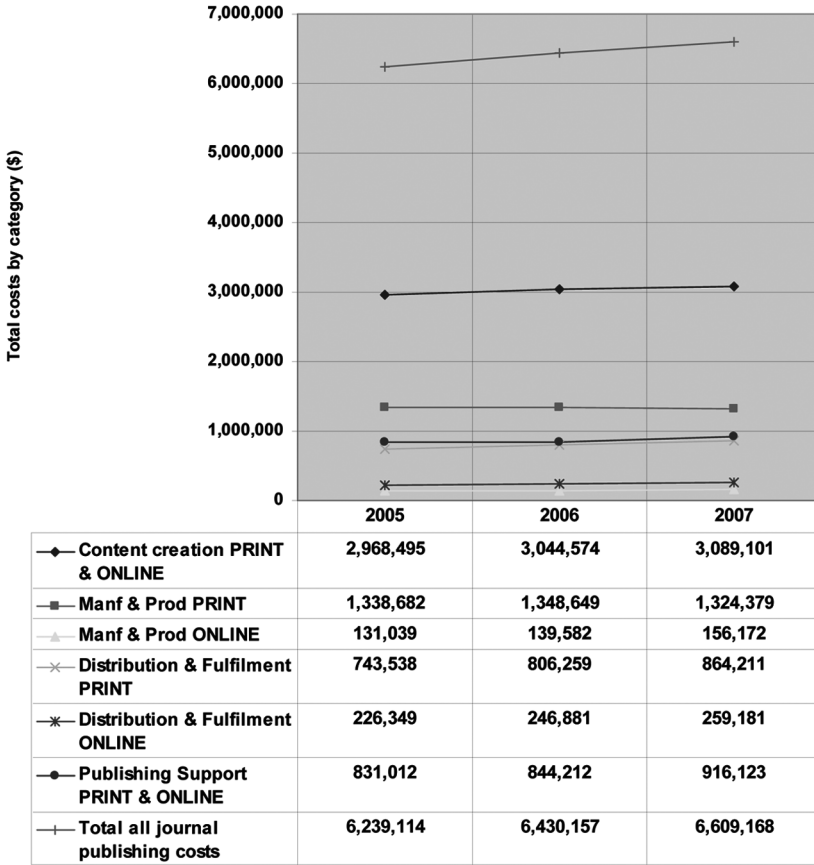 7,000,000
6,000,000
5,000,000
4,000,000
3,000,000
2,000,000
1,000,000
0
Total costs by category ($)
2005 2006 2007
Content creation PRINT
& ONLINE 2,968,495 3,044,574 3,089,101
Manf & Prod PRINT 1,338,682 1,348,649 1,324,379
Manf & Prod ONLINE 131,039 139,582 156,172
Distribution & Fulfilment
PRINT 743,538 806,259 864,211
Distribution & Fulfilment
ONLINE 226,349 246,881 259,181
Publishing Support
PRINT & ONLINE 831,012 844,212 916,123
Total all journal
publishing costs 6,239,114 6,430,157 6,609,168